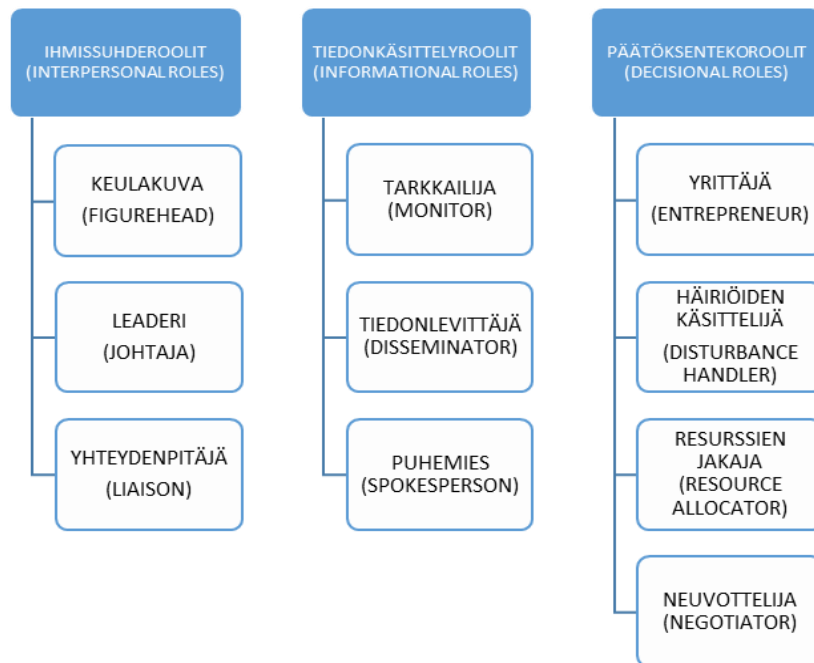 IHMISSUHDEROOLIT
(INTERPERSONAL ROLES)
KEULAKUVA
(FIGUREHEAD)
LEADERI
(JOHTAJA)
YHTEYDENPITÄJÄ
(LIAISON)
TIEDONKÄSITTELYROOLIT
(INFORMATIONAL ROLES)
TARKKAILIJA
(MONITOR)
TIEDONLEVITTÄJÄ
(DISSEMINATOR)
PUHEMIES
(SPOKESPERSON)
PÄÄTÖKSENTEKOROOLIT
(DECISIONAL ROLES)
YRITTÄJÄ
(ENTREPRENEUR)
HÄIRIÖIDEN
KÄSITTELIJÄ
(DISTURBANCE
HANDLER)
RESURSSIEN
JAKAJA
(RESOURCE
ALLOCATOR)
NEUVOTTELIJA
(NEGOTIATOR)